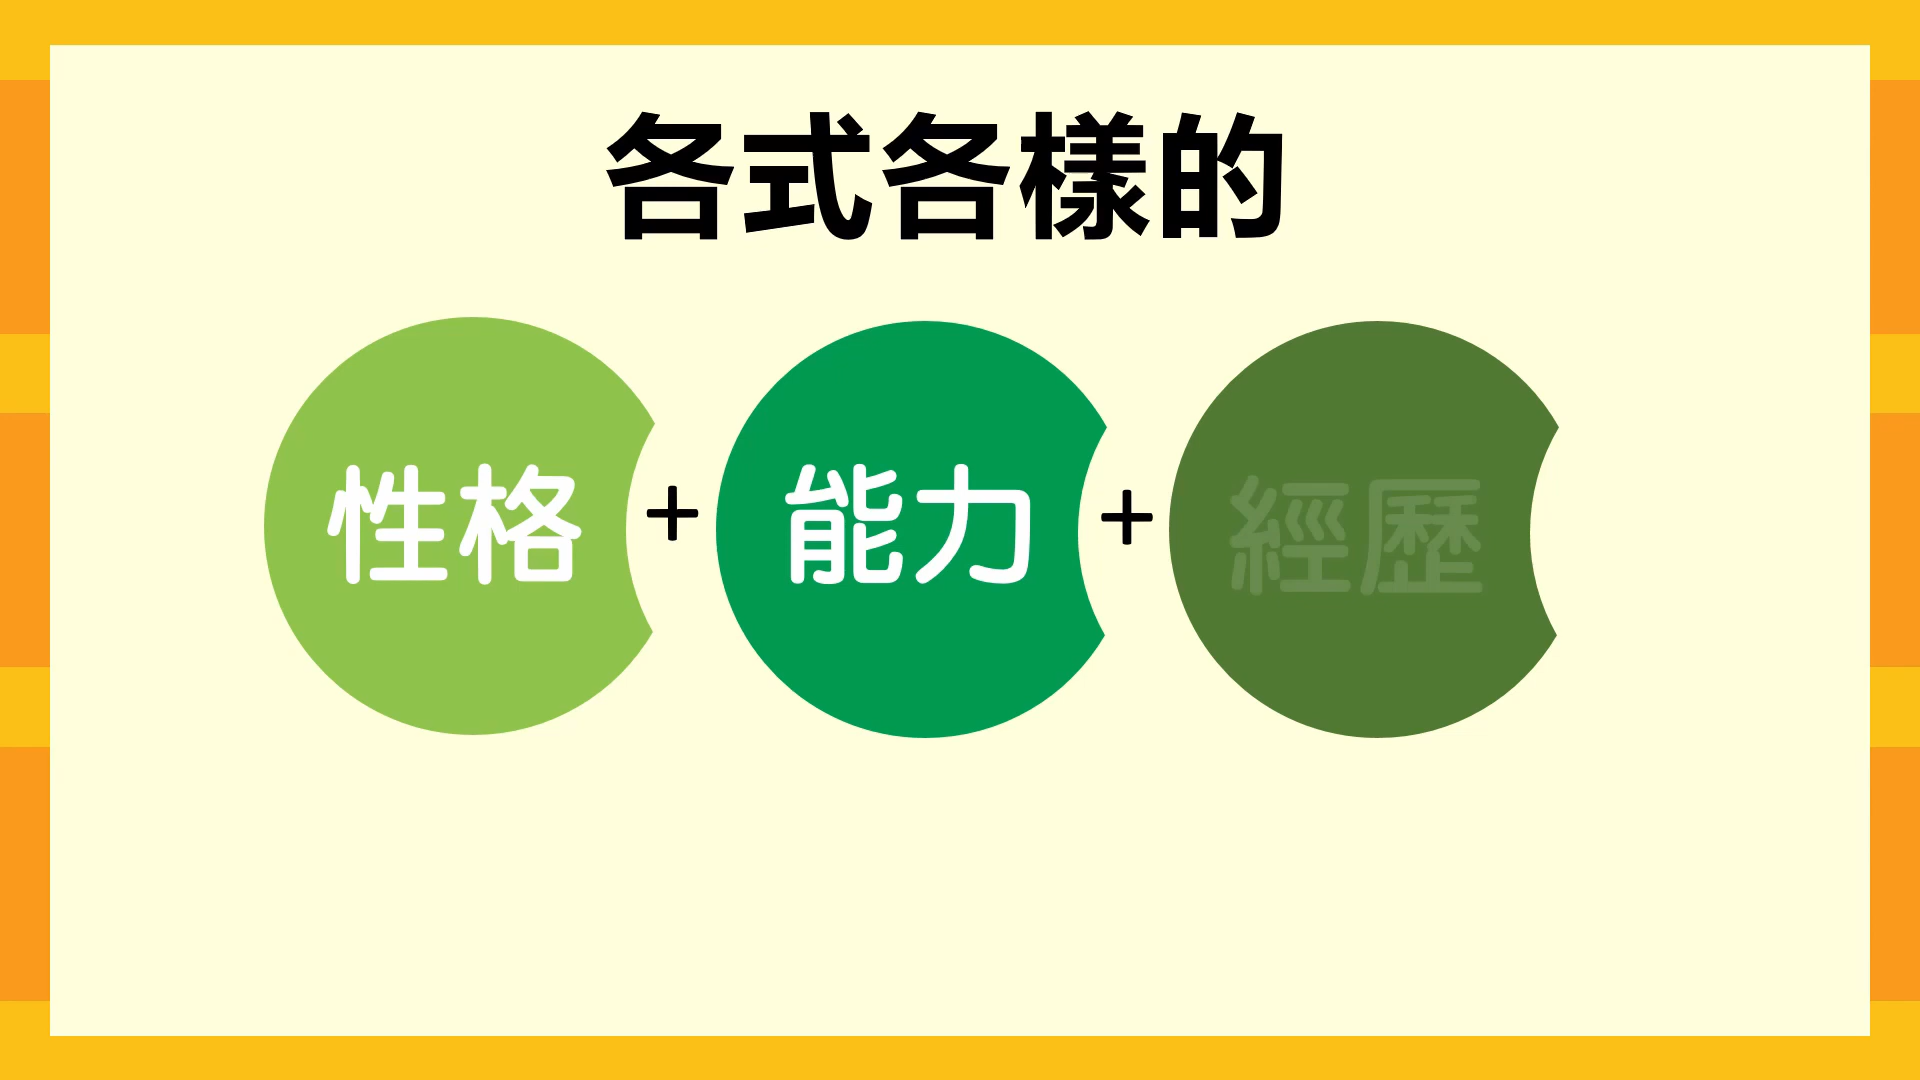 各式各樣的
性格 + 能力 + 經歷